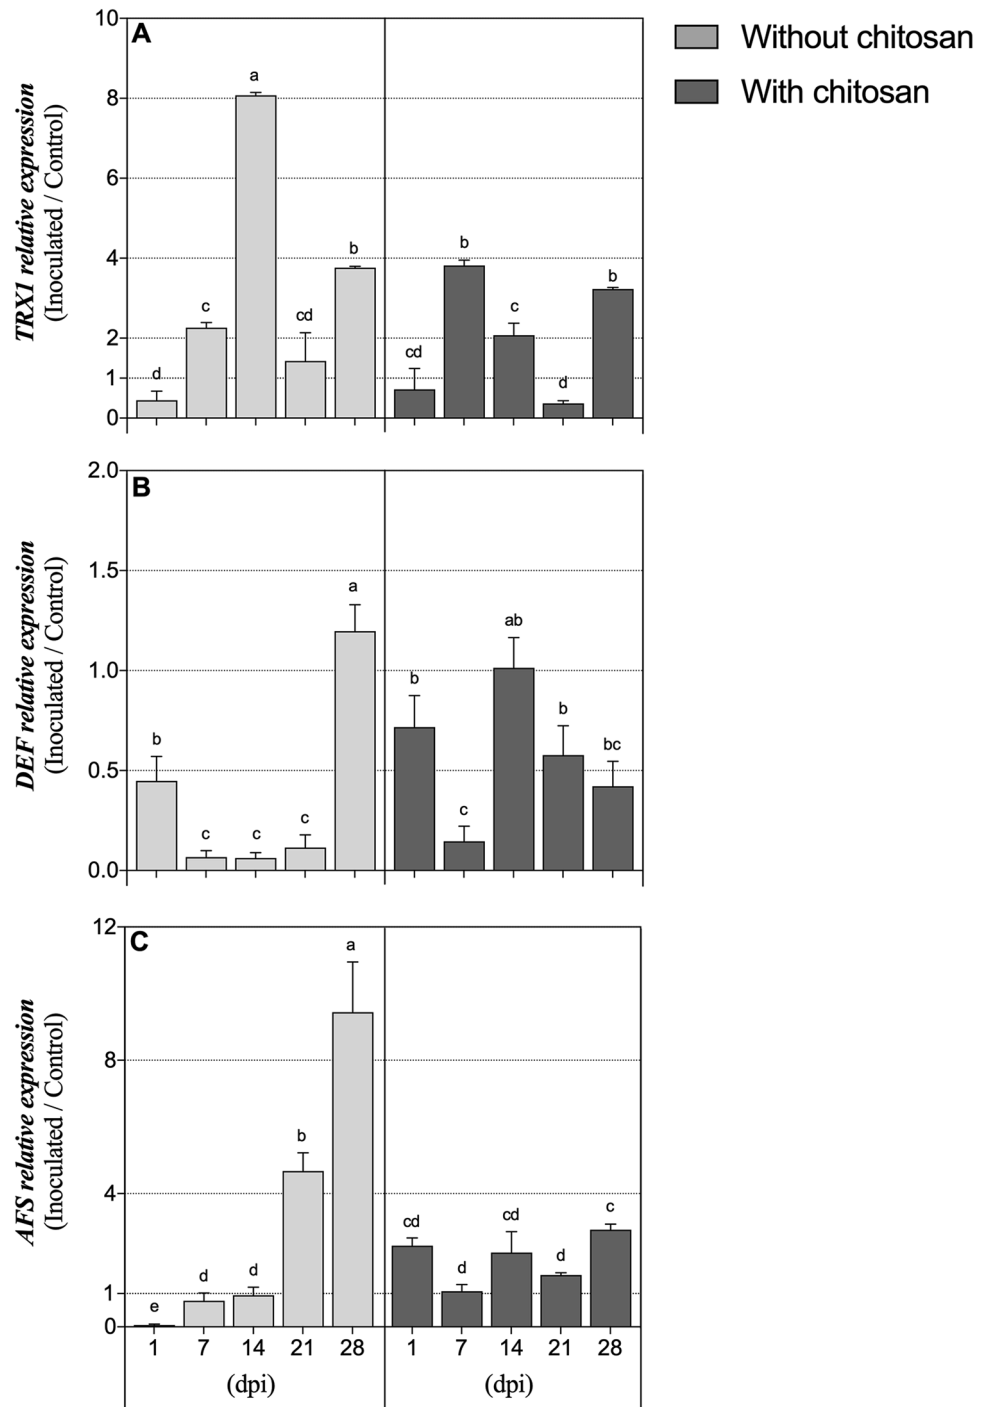 Without chitosan
With chitosan
A
TRX1 relative expression
(Inoculated / Control)
10
8
6
4
2
1
0
d
c
a
cd
b
cd
b
c
d
b
B
DEF relative expression
(Inoculated / Control)
2.0
1.5
1.0
0.5
0.0
b
c
c
c
a
b
c
ab
b
bc
C
AFS relative expression
(Inoculated / Control)
12
8
4
1
0
e
d
d
b
a
cd
d
cd
d
c
1 7 14 21 28 1 7 14 21 28
(dpi) (dpi)